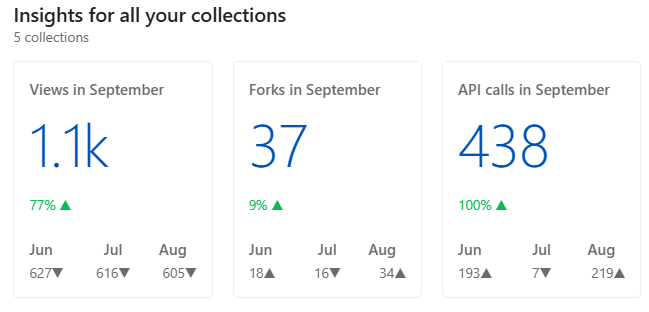 Insights for all your collections
5 collections
Views in September
1.1k
77% ▲
Jun Jul Aug
627▼ 616▼ 605▼
Forks in September
37
9% ▲
Jun Jul Aug
18▲ 16▼ 34▲
API calls in September
438
100% ▲
Jun Jul Aug
193▲ 7▼ 219▲